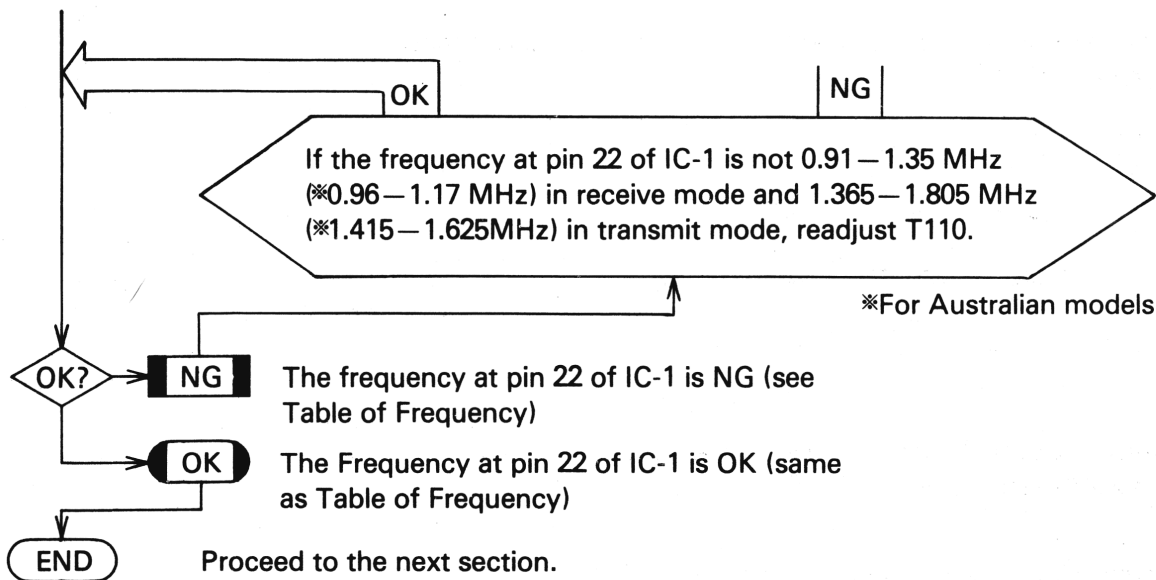 OK
NG
If the frequency at pin 22 of IC-1 is not 0.91—1.35 MHz
(※0.96—1.17 MHz) in receive mode and 1.365—1.805 MHz
(※1.415—1.625MHz) in transmit mode, readjust T110.
※For Australian models
OK?
NG
The frequency at pin 22 of IC-1 is NG (see
Table of Frequency)
OK
The Frequency at pin 22 of IC-1 is OK (same
as Table of Frequency)
END
Proceed to the next section.